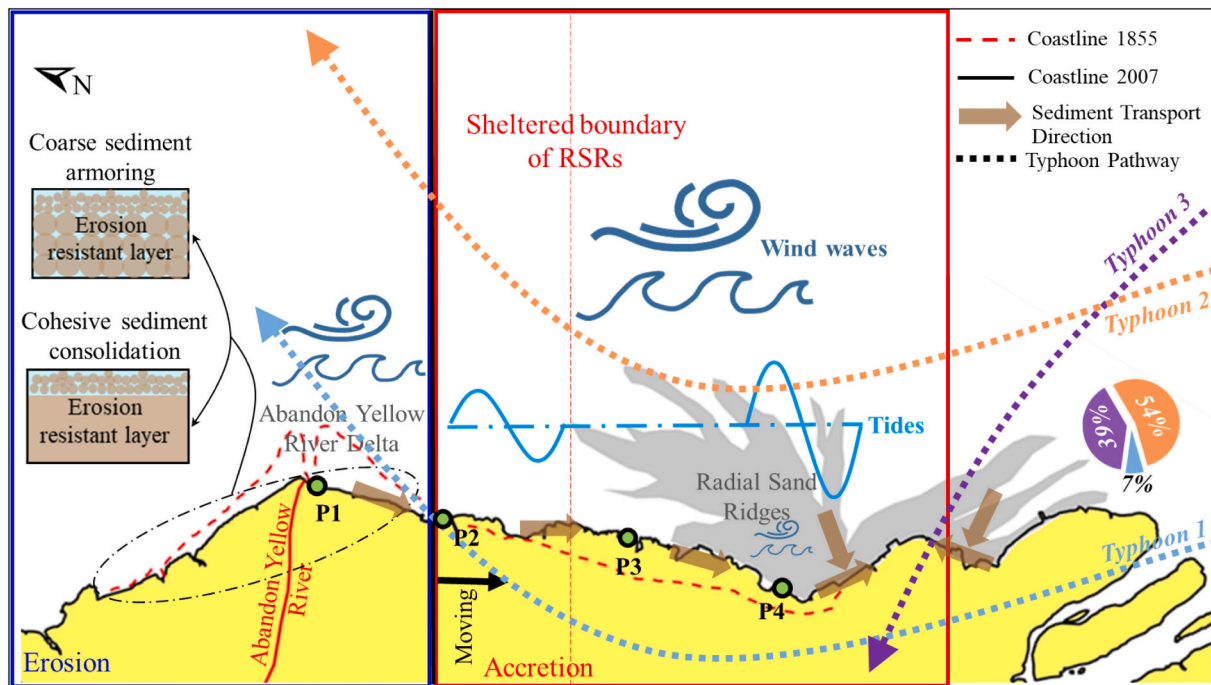 N
Coarse sediment
armoring
Erosion
resistant layer
Cohesive sediment
consolidation
Erosion
resistant layer
Abandon Yellow
River Delta
P1
Abandon Yellow
River
Erosion
Sheltered boundary
of RSRs
Wind waves
Tides
Radial Sand
Ridges
P2
P3
P4
Moving
Accretion
Coastline 1855
Coastline 2007
Sediment Transport
Direction
Typhoon Pathway
Typhoon 3
Typhoon 2
39%
54%
7%
Typhoon 1